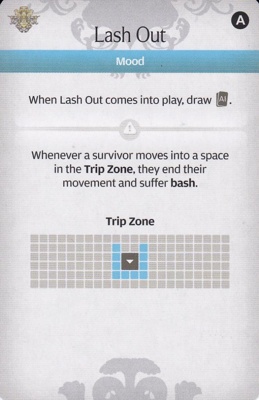 A
Lash Out
Mood
When Lash Out comes into play, draw AI.
Whenever a survivor moves into a space
in the Trip Zone, they end their
movement and suffer bash.
Trip Zone